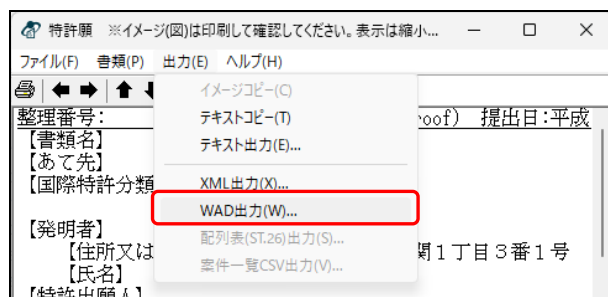 特許願 ※イメージ(図)は印刷して確認してください。表示は縮小...
ファイル(F) 書類(P) 出力(E) ヘルプ(H)
イメージコピー(C)
テキストコピー(T)
テキスト出力(E)...
XML出力(X)...
WAD出力(W)...
配列表(ST.26)出力(S)...
案件一覧CSV出力(V)...
整理番号: roof) 提出日:平成
【書類名】
【あて先】
【国際特許分類
【発明者】
【住所又は 関1丁目3番1号
【氏名】
【特許出願人】